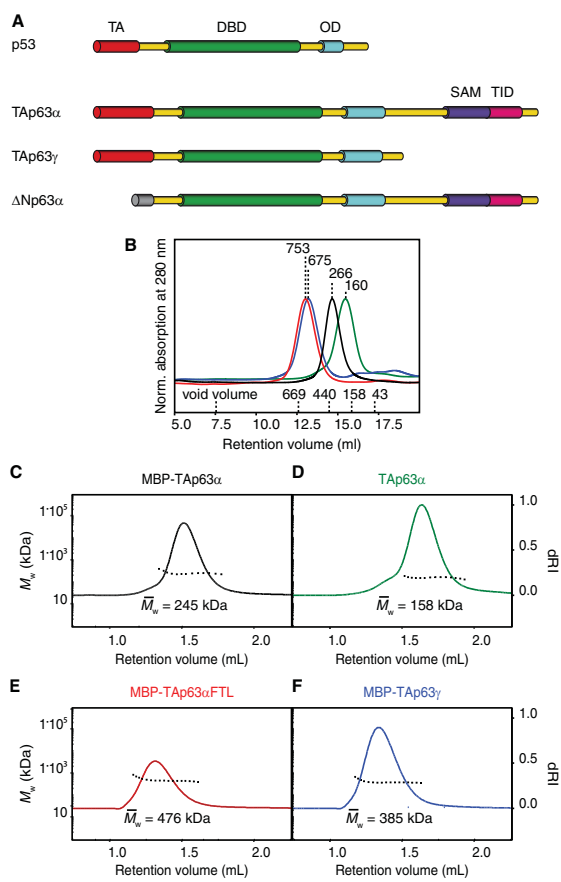 A
TA DBD OD
p53
SAM TID
TAp63α
TAp63γ
ΔNp63α
B
Norm. absorption at 280 nm
753
675
266
160
void volume 669 440 158 43
5.0 7.5 10.0 12.5 15.0 17.5
Retention volume (ml)
C MBP-TAp63α
M_w (kDa)
1·10⁵
1·10³
10
M̅_w = 245 kDa
1.0 1.5 2.0
Retention volume (mL)
D TAp63α
1.0
0.5
0.0
dRI
M̅_w = 158 kDa
1.0 1.5 2.0
Retention volume (mL)
E MBP-TAp63αFTL
M_w (kDa)
1·10⁵
1·10³
10
M̅_w = 476 kDa
1.0 1.5 2.0
Retention volume (mL)
F MBP-TAp63γ
1.0
0.5
0.0
dRI
M̅_w = 385 kDa
1.0 1.5 2.0
Retention volume (mL)